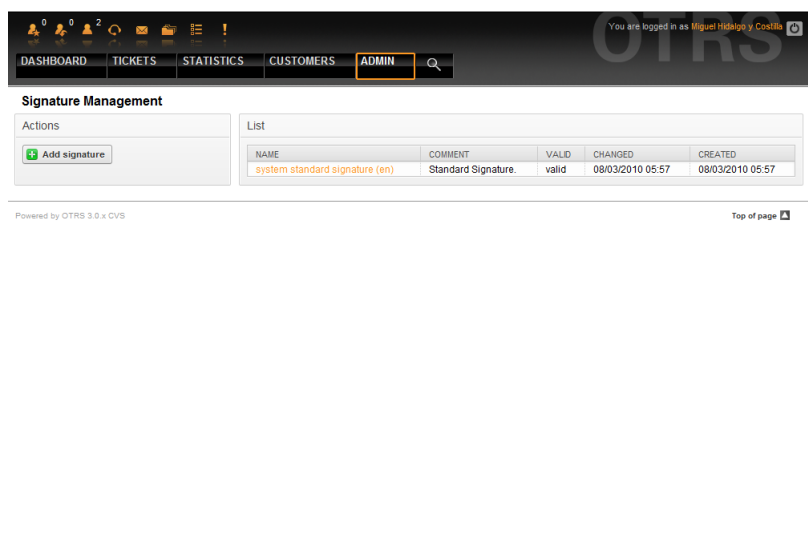 0 0 2 !
You are logged in as Miguel Hidalgo y Costilla
OTRS
DASHBOARD TICKETS STATISTICS CUSTOMERS ADMIN
Signature Management
Actions
Add signature
List
NAME COMMENT VALID CHANGED CREATED
system standard signature (en) Standard Signature. valid 08/03/2010 05:57 08/03/2010 05:57
Powered by OTRS 3.0.x CVS
Top of page